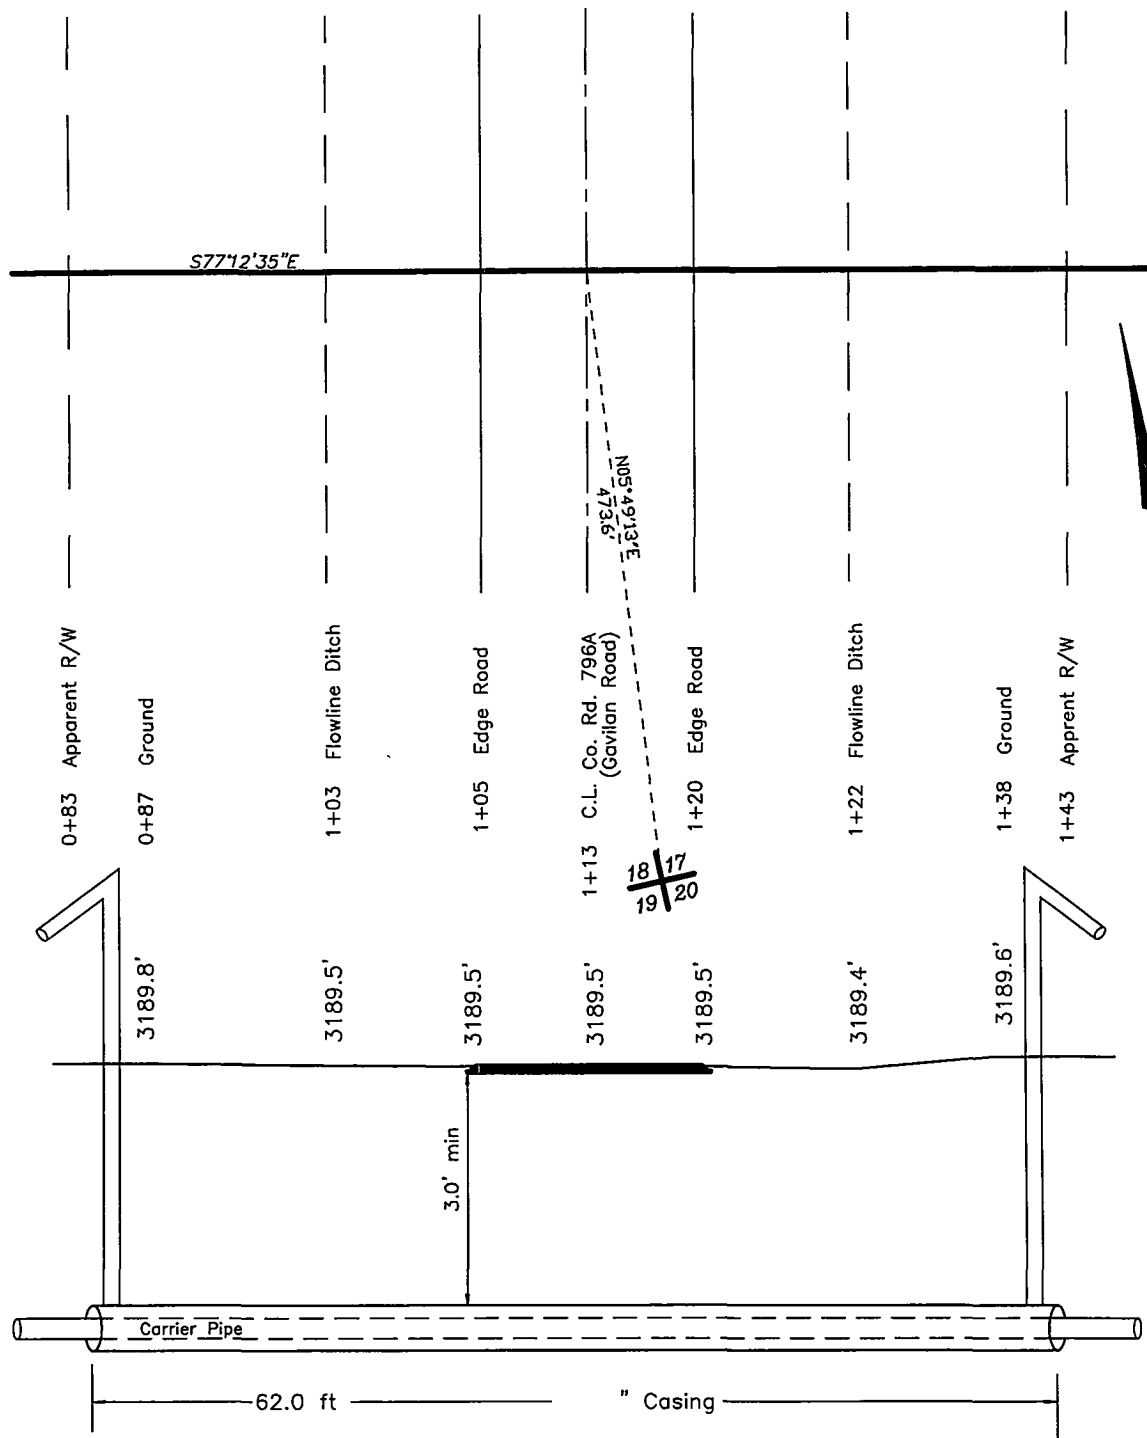 S77°12'35"E
N05°49'13"E
473.6'
0+83 Apparent R/W
0+87 Ground
1+03 Flowline Ditch
1+05 Edge Road
1+13 C.L. Co. Rd. 796A
(Gavilan Road)
1+20 Edge Road
1+22 Flowline Ditch
1+38 Ground
1+43 Apprent R/W
18 17
19 20
3189.8'
3189.5'
3189.5'
3189.5'
3189.5'
3189.4'
3189.6'
3.0' min
Carrier Pipe
62.0 ft " Casing